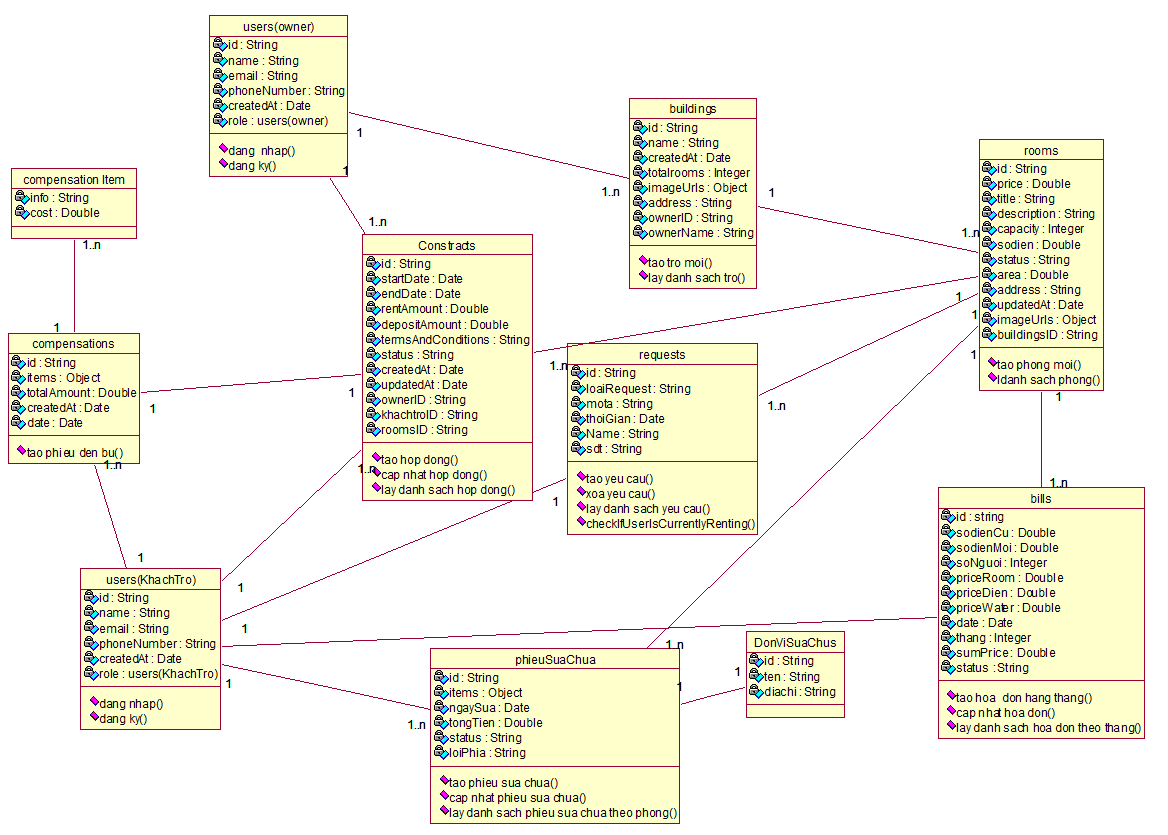 users(owner)
id : String
name : String
email : String
phoneNumber : String
createdAt : Date
role : users(owner)
dang nhap()
dang ky()
1
1
1..n
1..n
buildings
id : String
name : String
createdAt : Date
totalrooms : Integer
imageUrls : Object
address : String
ownerID : String
ownerName : String
tao tro moi()
lay danh sach tro()
1
1..n
rooms
id : String
price : Double
title : String
description : String
capacity : Integer
sodien : Double
status : String
area : Double
address : String
updatedAt : Date
imageUrls : Object
buildingsID : String
tao phong moi()
ldanh sach phong()
1
1
1
1
compensation Item
info : String
cost : Double
1..n
1
compensations
id : String
items : Object
totalAmount : Double
createdAt : Date
date : Date
tao phieu den bu()
1
1..n
1
Constracts
id : String
startDate : Date
endDate : Date
rentAmount : Double
depositAmount : Double
termsAndConditions : String
status : String
createdAt : Date
updatedAt : Date
ownerID : String
khachtroID : String
roomsID : String
tao hop dong()
cap nhat hop dong()
lay danh sach hop dong()
1
1..n
1..n
requests
id : String
loaiRequest : String
mota : String
thoiGian : Date
Name : String
sdt : String
tao yeu cau()
xoa yeu cau()
lay danh sach yeu cau()
checkIfUserIsCurrentlyRenting()
1..n
1
1..n
bills
id : string
sodienCu : Double
sodienMoi : Double
soNguoi : Integer
priceRoom : Double
priceDien : Double
priceWater : Double
date : Date
thang : Integer
sumPrice : Double
status : String
tao hoa don hang thang()
cap nhat hoa don()
lay danh sach hoa don theo thang()
users(KhachTro)
id : String
name : String
email : String
phoneNumber : String
createdAt : Date
role : users(KhachTro)
dang nhap()
dang ky()
1
1
1
1..n
1..n
phieuSuaChua
id : String
items : Object
ngaySua : Date
tongTien : Double
status : String
loiPhia : String
tao phieu sua chua()
cap nhat phieu sua chua()
lay danh sach phieu sua chua theo phong()
1
1
DonViSuaChus
id : String
ten : String
diachi : String